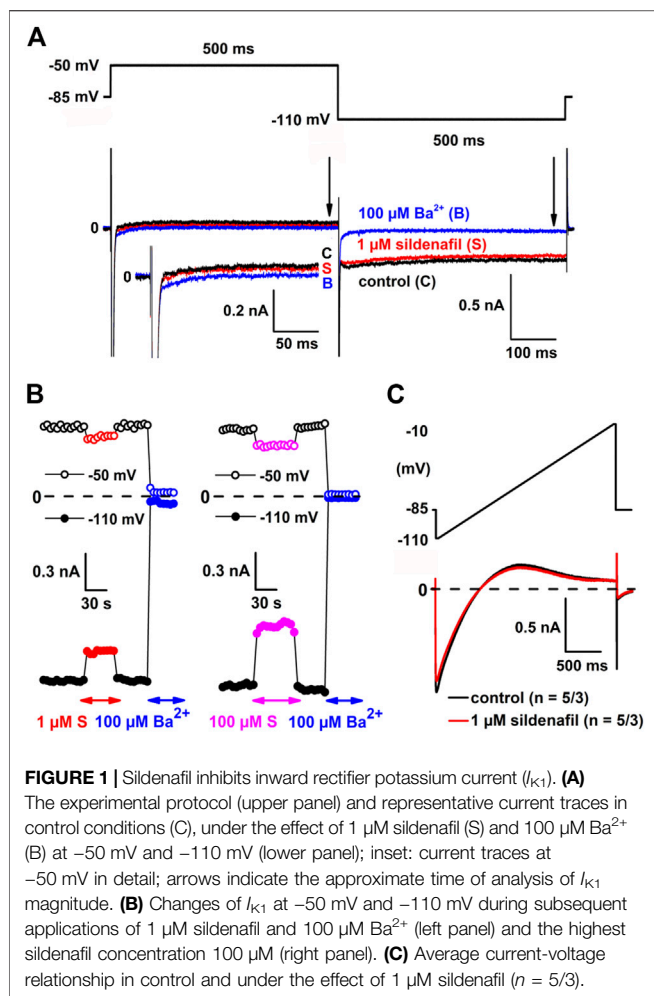 A
500 ms
-50 mV
-85 mV
-110 mV
500 ms
0
100 µM Ba²⁺ (B)
1 µM sildenafil (S)
control (C)
C
S
B
0
0.2 nA
50 ms
0.5 nA
100 ms
B
-50 mV
0
-110 mV
0.3 nA
30 s
1 µM S 100 µM Ba²⁺
-50 mV
-110 mV
0.3 nA
30 s
100 µM S 100 µM Ba²⁺
C
-10
(mV)
-85
-110
0
0.5 nA
500 ms
control (n = 5/3)
1 µM sildenafil (n = 5/3)
FIGURE 1 | Sildenafil inhibits inward rectifier potassium current (IK1). (A)
The experimental protocol (upper panel) and representative current traces in
control conditions (C), under the effect of 1 µM sildenafil (S) and 100 µM Ba²⁺
(B) at −50 mV and −110 mV (lower panel); inset: current traces at
−50 mV in detail; arrows indicate the approximate time of analysis of IK1
magnitude. (B) Changes of IK1 at −50 mV and −110 mV during subsequent
applications of 1 µM sildenafil and 100 µM Ba²⁺ (left panel) and the highest
sildenafil concentration 100 µM (right panel). (C) Average current-voltage
relationship in control and under the effect of 1 µM sildenafil (n = 5/3).